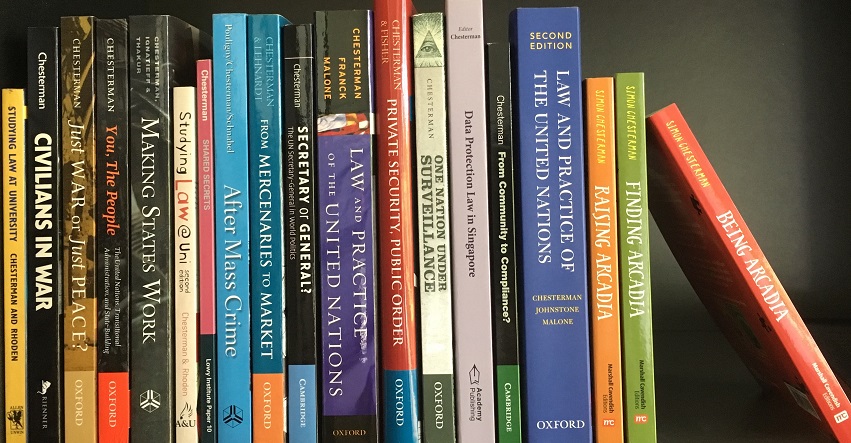 STUDYING LAW AT UNIVERSITY CHESTERMAN AND RHODEN
ALLEN & UNWIN
Chesterman CIVILIANS IN WAR
RIENNER
CHESTERMAN Just WAR or Just PEACE?
OXFORD
CHESTERMAN You, The People
The United Nations, Transitional
Administration, and State-Building
OXFORD
CHESTERMAN,
IGNATIEFF &
THAKUR
MAKING STATES WORK
Studying Law @ Uni second
edition
Chesterman & Rhoden
A&U
Chesterman SHARED SECRETS
Lowy Institute Paper 10
Pouligny/Chesterman/Schnabel After Mass Crime
CHESTERMAN
& LEHNARDT
FROM MERCENARIES TO MARKET
OXFORD
Chesterman SECRETARY OR GENERAL?
The UN Secretary-General in World Politics
CAMBRIDGE
CHESTERMAN
FRANCK
MALONE
LAW AND PRACTICE
OF THE UNITED NATIONS
OXFORD
CHESTERMAN
& FISHER
PRIVATE SECURITY, PUBLIC ORDER
OXFORD
CHESTERMAN
ONE NATION UNDER
SURVEILLANCE
OXFORD
Editor
Chesterman
Data Protection Law in Singapore
Academy
Publishing
Chesterman From Community to Compliance?
CAMBRIDGE
SECOND
EDITION
LAW AND PRACTICE OF
THE UNITED NATIONS
CHESTERMAN
JOHNSTONE
MALONE
OXFORD
SIMON CHESTERMAN RAISING ARCADIA
Marshall Cavendish
Editions
mc
SIMON CHESTERMAN FINDING ARCADIA
Marshall Cavendish
Editions
mc
SIMON CHESTERMAN BEING ARCADIA
Marshall Cavendish
Editions
mc